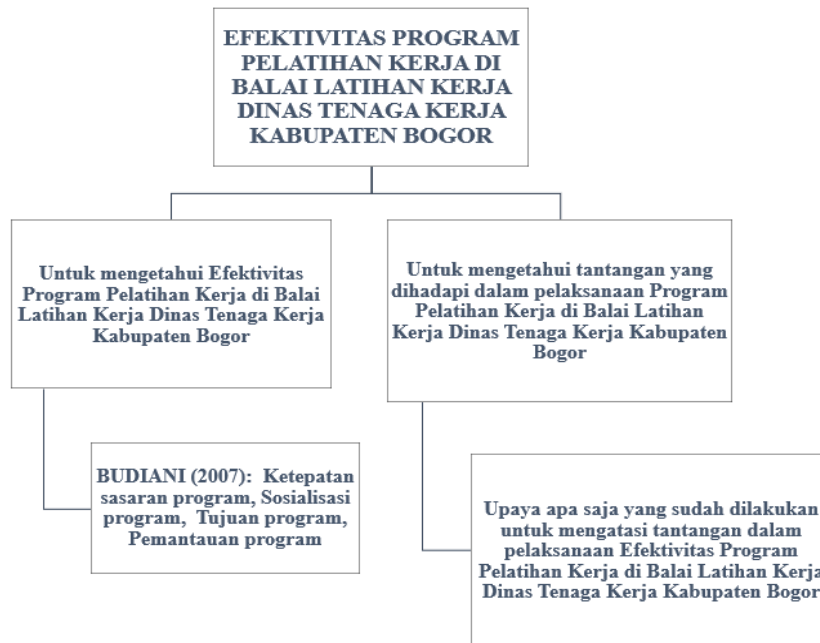 EFEKTIVITAS PROGRAM
PELATIHAN KERJA DI
BALAI LATIHAN KERJA
DINAS TENAGA KERJA
KABUPATEN BOGOR
Untuk mengetahui Efektivitas
Program Pelatihan Kerja di Balai
Latihan Kerja Dinas Tenaga Kerja
Kabupaten Bogor
Untuk mengetahui tantangan yang
dihadapi dalam pelaksanaan Program
Pelatihan Kerja di Balai Latihan
Kerja Dinas Tenaga Kerja Kabupaten
Bogor
BUDIANI (2007): Ketepatan
sasaran program, Sosialisasi
program, Tujuan program,
Pemantauan program
Upaya apa saja yang sudah dilakukan
untuk mengatasi tantangan dalam
pelaksanaan Efektivitas Program
Pelatihan Kerja di Balai Latihan Kerja
Dinas Tenaga Kerja Kabupaten Bogor